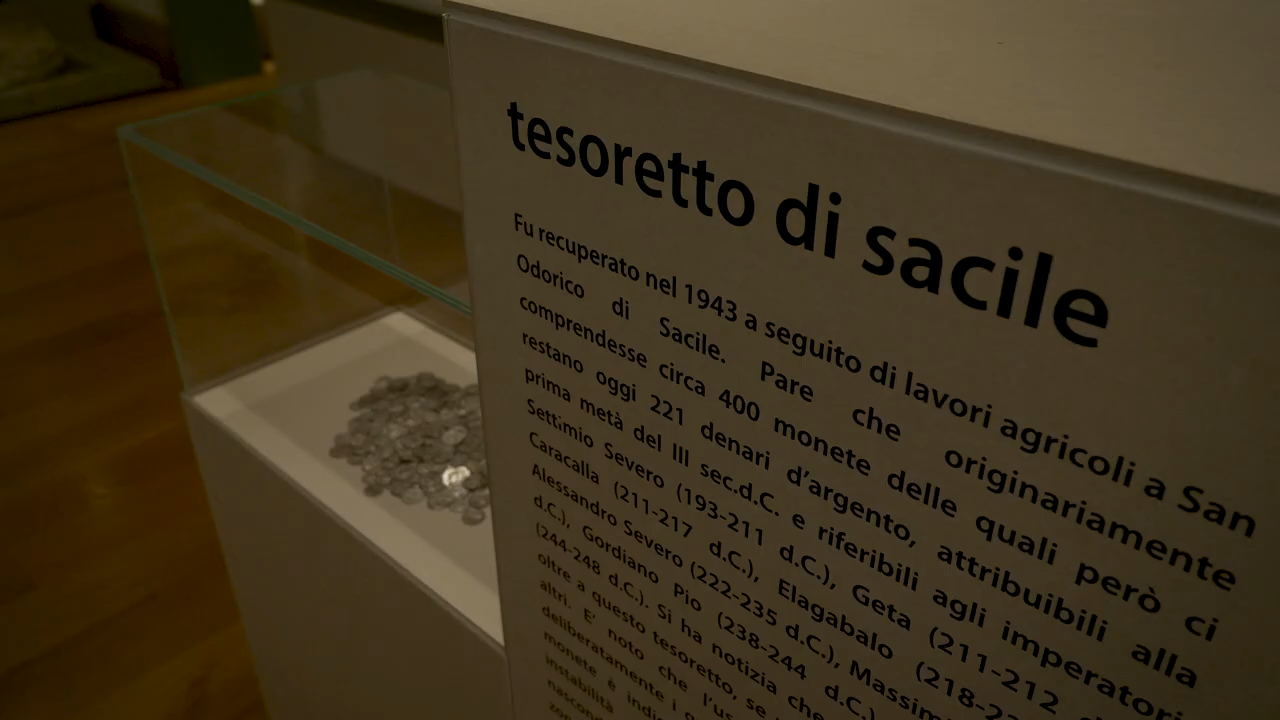 tesoretto di sacile
Fu recuperato nel 1943 a seguito di lavori agricoli a San
Odorico di Sacile. Pare che originariamente
comprendesse circa 400 monete delle quali però ci
restano oggi 221 denari d'argento, attribuibili alla
prima metà del III sec.d.C. e riferibili agli imperatori
Settimio Severo (193-211 d.C.), Geta (211-212
Caracalla (211-217 d.C.), Elagabalo (218-
Alessandro Severo (222-235 d.C.),
d.C.), Gordiano Pio (238-244 d.C.)
(244-248 d.C.). Si ha notizia che
oltre a questo tesoretto, se
altri. E' noto che l'us
deliberatamente i
monete è indi
instabilità